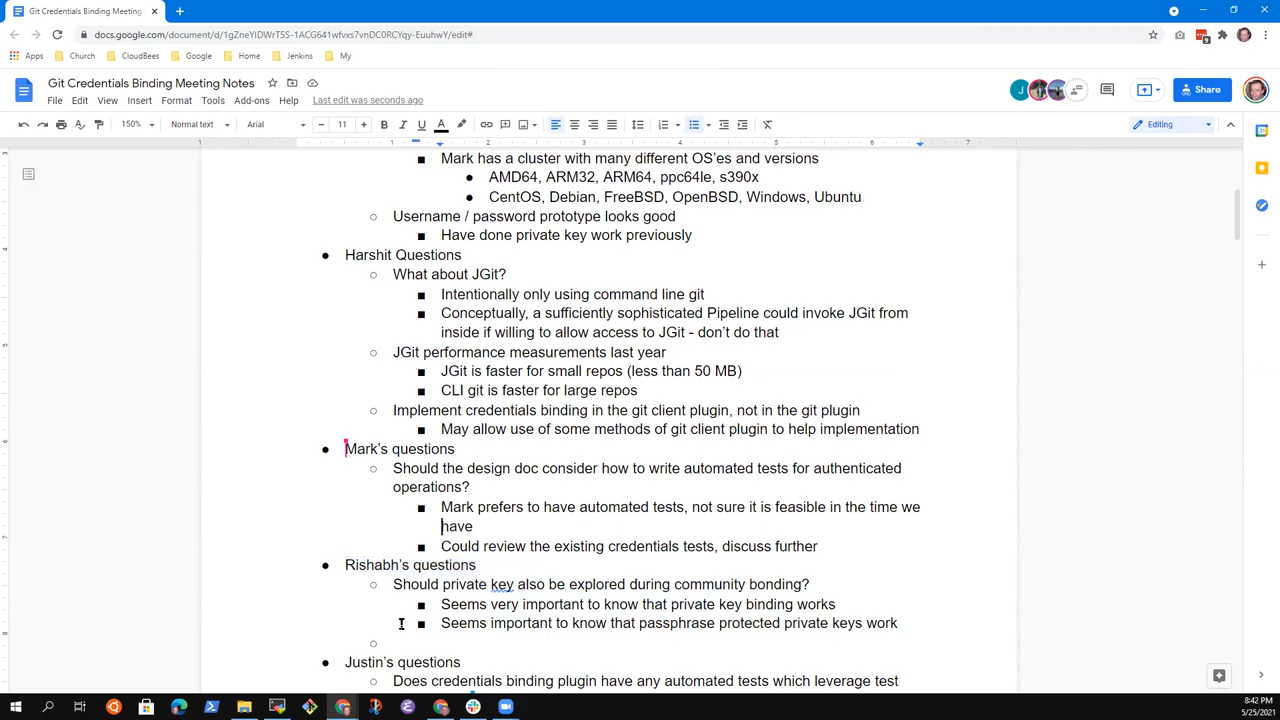 Git Credentials Binding Meeting
docs.google.com/document/d/1gZneYlDWrT5S-1ACG641wfvxs7vnDC0RCYqy-EuuhwY/edit#
Apps Church CloudBees Google Home Jenkins My
Git Credentials Binding Meeting Notes
File Edit View Insert Format Tools Add-ons Help Last edit was seconds ago
J Share
150% Normal text Arial 11 Editing
1 1 2 3 4 5 6 7
■ Mark has a cluster with many different OS'es and versions
● AMD64, ARM32, ARM64, ppc64le, s390x
● CentOS, Debian, FreeBSD, OpenBSD, Windows, Ubuntu
○ Username / password prototype looks good
■ Have done private key work previously
● Harshit Questions
○ What about JGit?
■ Intentionally only using command line git
■ Conceptually, a sufficiently sophisticated Pipeline could invoke JGit from
inside if willing to allow access to JGit - don't do that
○ JGit performance measurements last year
■ JGit is faster for small repos (less than 50 MB)
■ CLI git is faster for large repos
○ Implement credentials binding in the git client plugin, not in the git plugin
■ May allow use of some methods of git client plugin to help implementation
● Mark's questions
○ Should the design doc consider how to write automated tests for authenticated
operations?
■ Mark prefers to have automated tests, not sure it is feasible in the time we
have
■ Could review the existing credentials tests, discuss further
● Rishabh's questions
○ Should private key also be explored during community bonding?
■ Seems very important to know that private key binding works
■ Seems important to know that passphrase protected private keys work
○
● Justin's questions
○ Does credentials binding plugin have any automated tests which leverage test
8:42 PM
5/25/2021